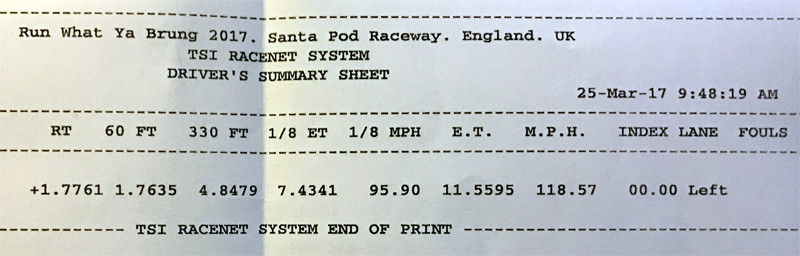 Run What Ya Brung 2017. Santa Pod Raceway. England. UK
TSI RACENET SYSTEM
DRIVER'S SUMMARY SHEET
25-Mar-17 9:48:19 AM
RT 60 FT 330 FT 1/8 ET 1/8 MPH E.T. M.P.H. INDEX LANE FOULS
+1.7761 1.7635 4.8479 7.4341 95.90 11.5595 118.57 00.00 Left
----------- TSI RACENET SYSTEM END OF PRINT -----------------------------